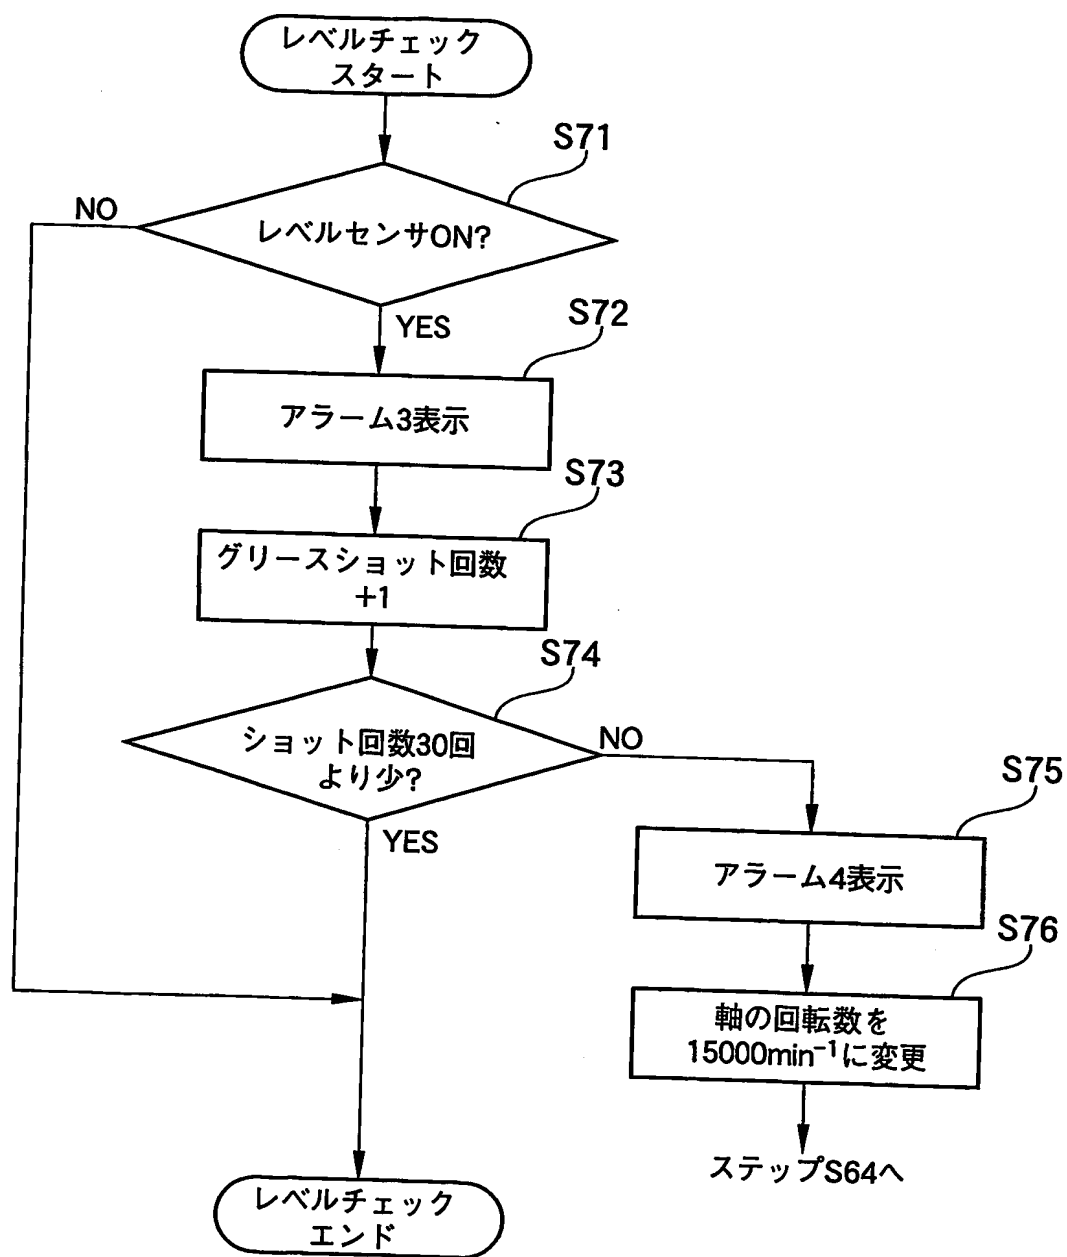 レベルチェック
スタート
S71
NO
レベルセンサON?
YES
S72
アラーム3表示
S73
グリースショット回数
+1
S74
ショット回数30回
より少?
NO
YES
S75
アラーム4表示
S76
軸の回転数を
15000min⁻¹に変更
ステップS64へ
レベルチェック
エンド